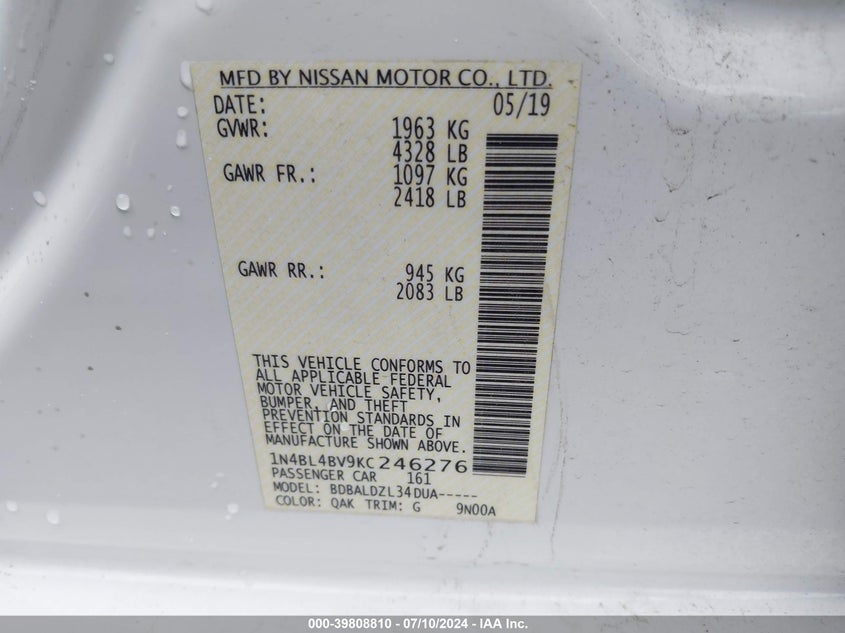 MFD BY NISSAN MOTOR CO., LTD.
DATE: 05/19
GVWR: 1963 KG
4328 LB
GAWR FR.: 1097 KG
2418 LB
GAWR RR.: 945 KG
2083 LB
THIS VEHICLE CONFORMS TO
ALL APPLICABLE FEDERAL
MOTOR VEHICLE SAFETY,
BUMPER, AND THEFT
PREVENTION STANDARDS IN
EFFECT ON THE DATE OF
MANUFACTURE SHOWN ABOVE.
1N4BL4BV9KC246276
PASSENGER CAR 161
MODEL: BDBALDZL34DUA-----
COLOR: QAK TRIM: G 9N00A
000-39808810 - 07/10/2024 - IAA Inc.